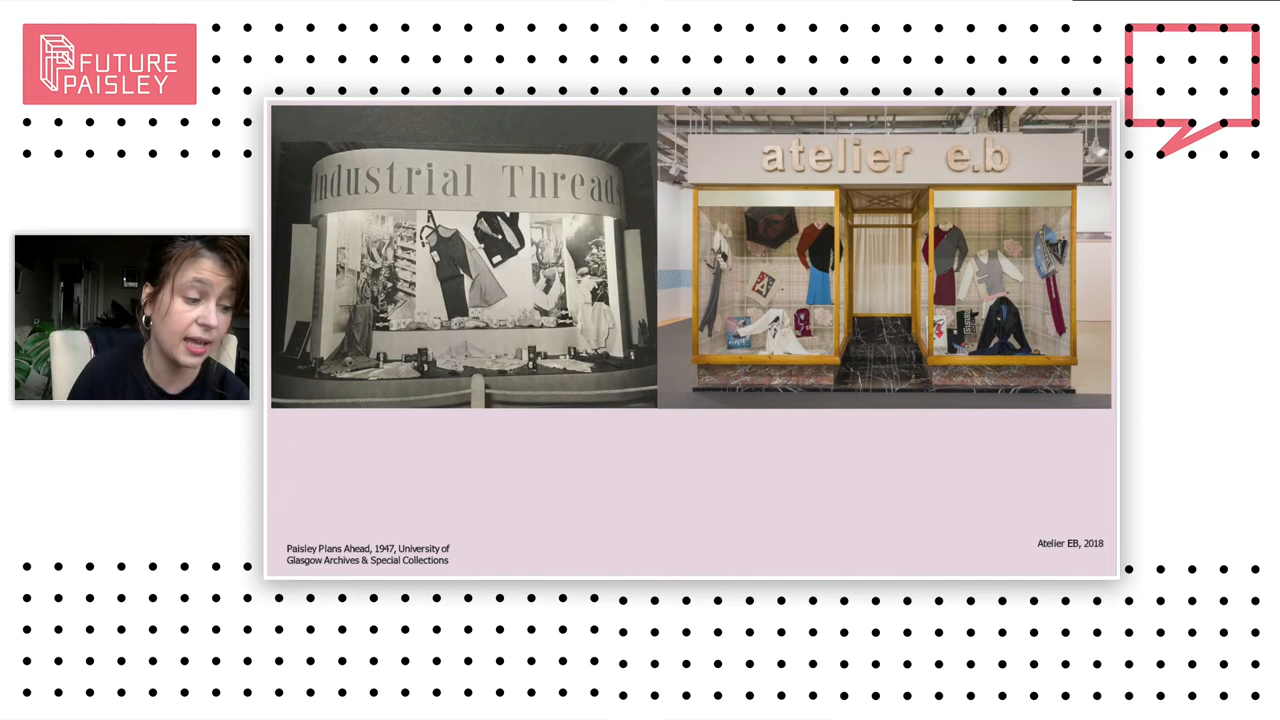 FUTURE
PAISLEY
Industrial Threads
atelier e.b
Paisley Plans Ahead, 1947, University of
Glasgow Archives & Special Collections
Atelier EB, 2018